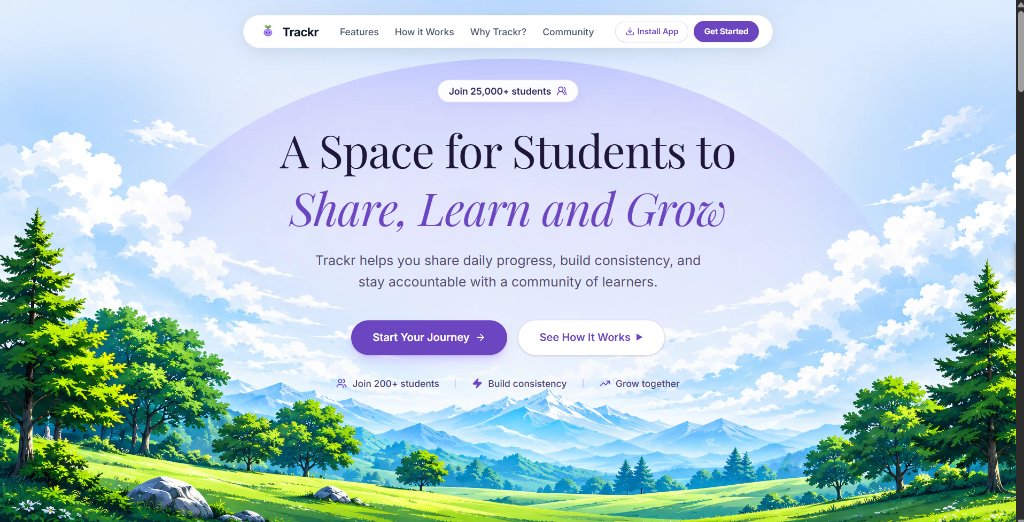 Trackr
Features
How it Works
Why Trackr?
Community
Install App
Get Started
Join 25,000+ students
A Space for Students to
Share, Learn and Grow
Trackr helps you share daily progress, build consistency, and
stay accountable with a community of learners.
Start Your Journey →
See How It Works
Join 200+ students
Build consistency
Grow together